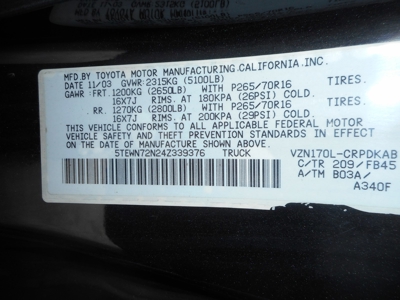 MFD.BY TOYOTA MOTOR MANUFACTURING.CALIFORNIA.INC.
DATE 11/03 GVWR 2315KG (5100LB)
GAWR FRT.1200KG (2650LB) WITH P265/70R16 TIRES.
16X7J RIMS. AT 180KPA (26PSI) COLD
RR. 1270KG (2800LB) WITH P265/70R16 TIRES.
16X7J RIMS. AT 200KPA (29PSI) COLD
THIS VEHICLE CONFORMS TO ALL APPLICABLE FEDERAL MOTOR
VEHICLE SAFETY AND THEFT PREVENTION STANDARDS IN
EFFECT ON THE DATE OF MANUFACTURE SHOWN ABOVE.
5TEWN72N24Z339376 TRUCK
VZN170L-CRPDKAB
C/TR 209/FB45
A/TM B03A/
A340F